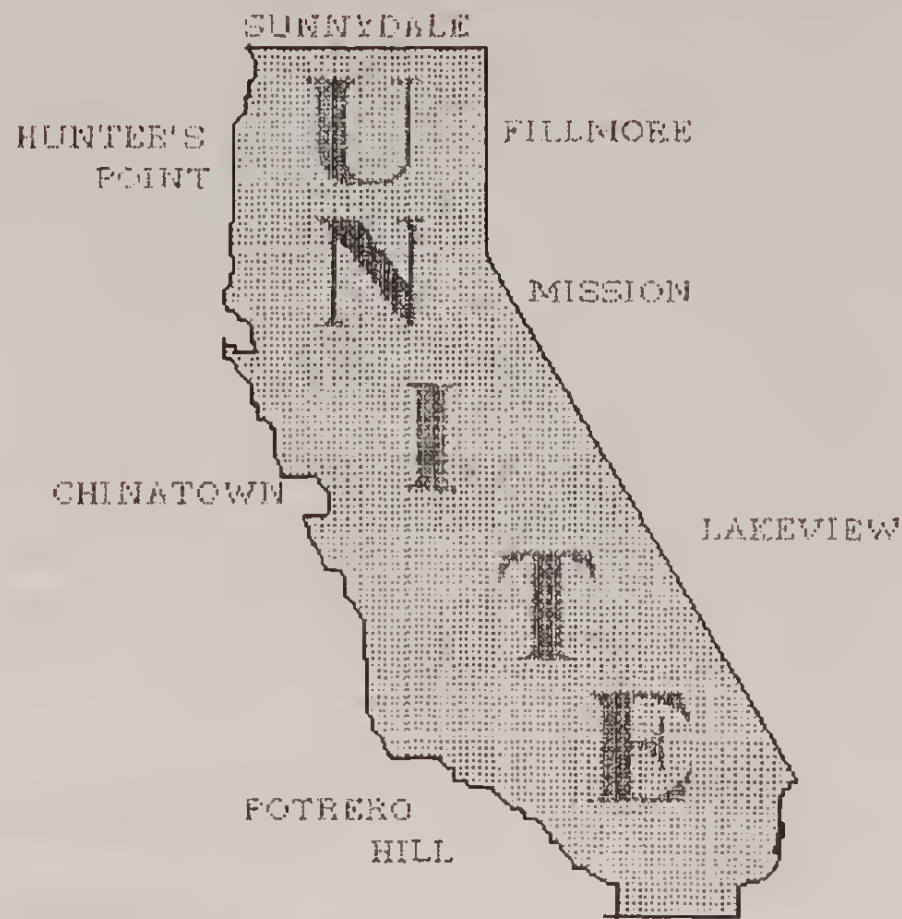 SUNNYDALE
HUNTER'S
POINT
FILLMORE
MISSION
CHINATOWN
LAKEVIEW
POTRERO
HILL
U
N
I
T
E